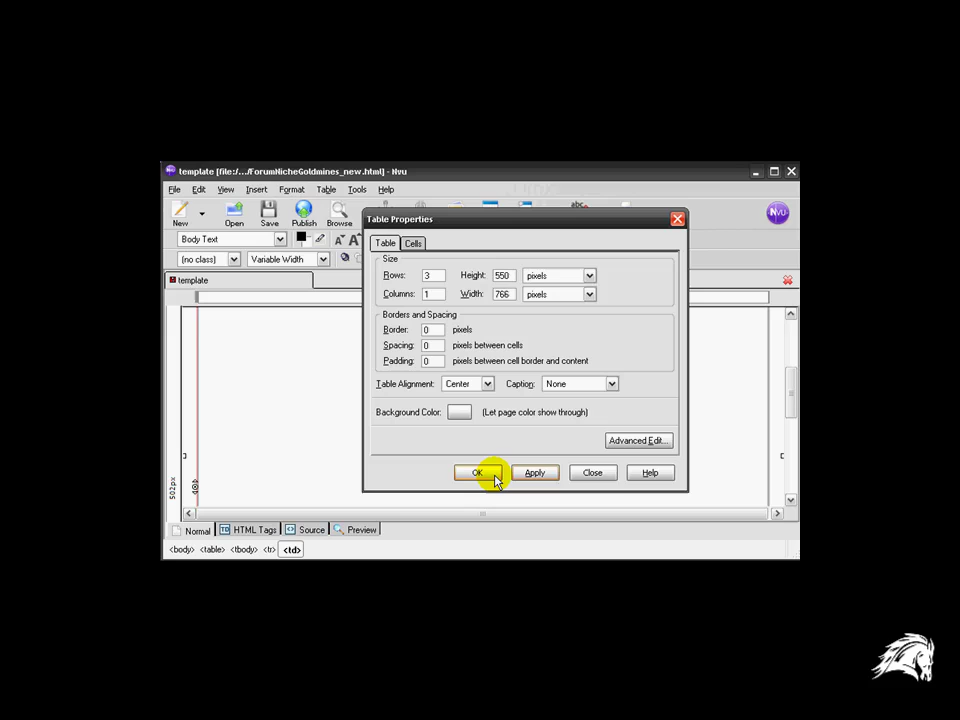 template [file:/.../ForumNicheGoldmines_new.html] - Nvu
File Edit View Insert Format Table Tools Help
New Open Save Publish Browse
NVU
Table Properties
Body Text
(no class) Variable Width
template
Table Cells
Size
Rows: 3 Height: 550 pixels
Columns: 1 Width: 766 pixels
Borders and Spacing
Border: 0 pixels
Spacing: 0 pixels between cells
Padding: 0 pixels between cell border and content
Table Alignment: Center Caption: None
Background Color: (Let page color show through)
Advanced Edit...
OK Apply Close Help
502px
Normal HTML Tags Source Preview
<body> <table> <tbody> <tr> <td>